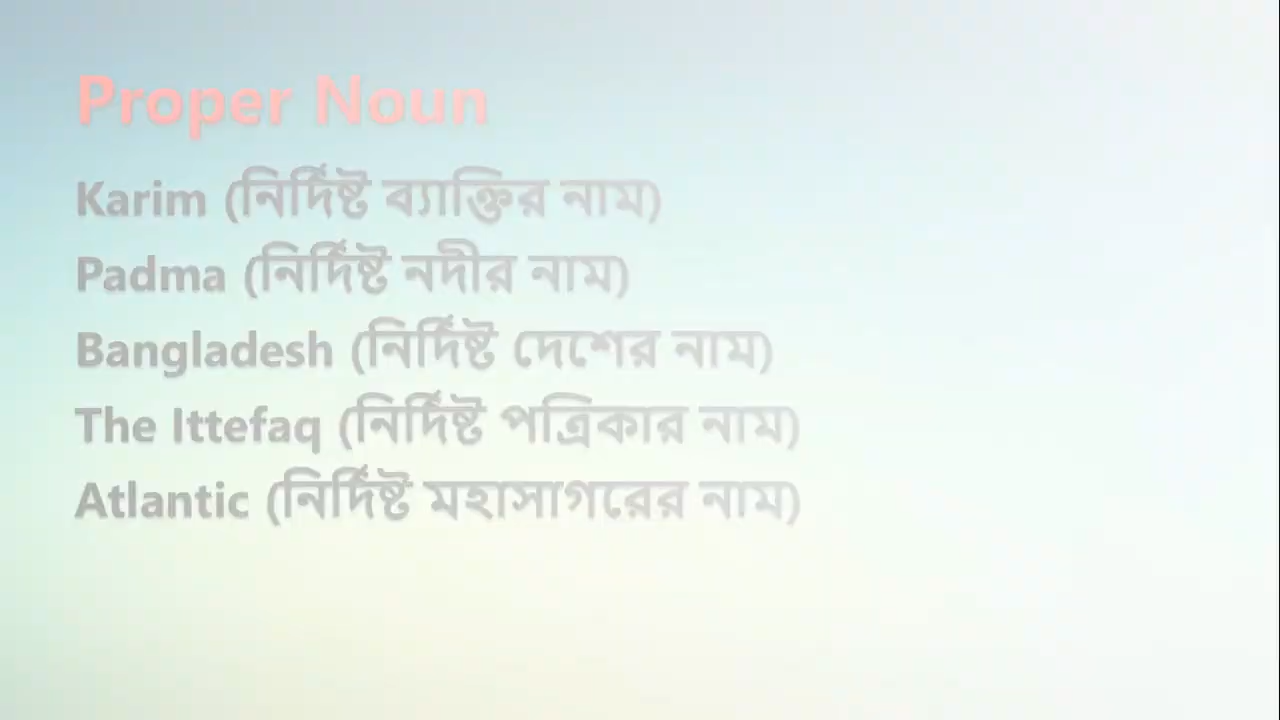 Proper Noun
Karim (নির্দিষ্ট ব্যাক্তির নাম)
Padma (নির্দিষ্ট নদীর নাম)
Bangladesh (নির্দিষ্ট দেশের নাম)
The Ittefaq (নির্দিষ্ট পত্রিকার নাম)
Atlantic (নির্দিষ্ট মহাসাগরের নাম)